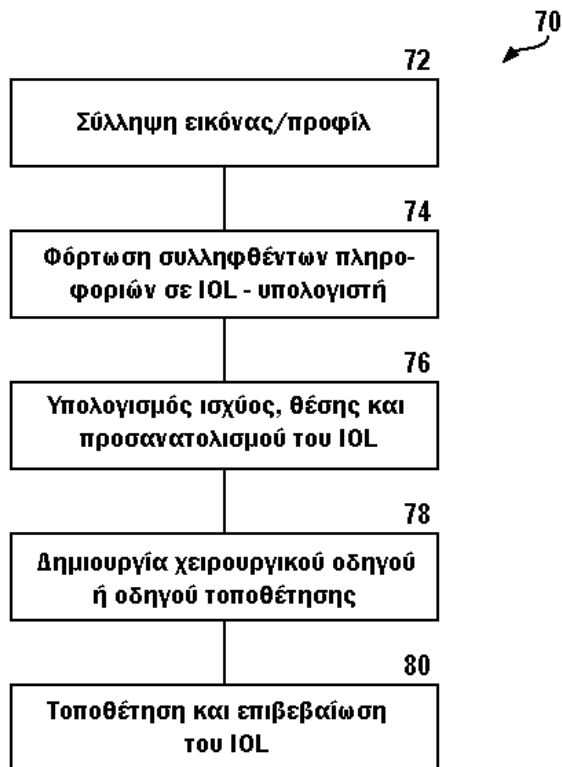 70
72
Σύλληψη εικόνας/προφίλ
74
Φόρτωση συλληφθέντων πληρο-
φοριών σε IOL - υπολογιστή
76
Υπολογισμός ισχύος, θέσης και
προσανατολισμού του IOL
78
Δημιουργία χειρουργικού οδηγού
ή οδηγού τοποθέτησης
80
Τοποθέτηση και επιβεβαίωση
του IOL